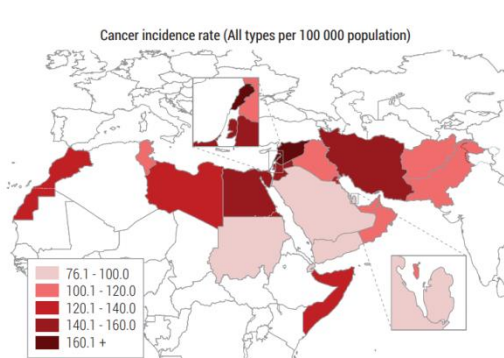 Cancer incidence rate (All types per 100 000 population)
76.1 - 100.0
100.1 - 120.0
120.1 - 140.0
140.1 - 160.0
160.1 +